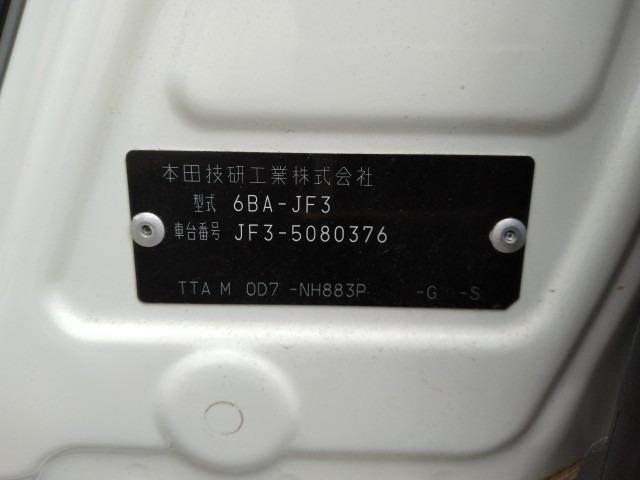 本田技研工業株式会社
型式 6BA-JF3
車台番号 JF3-5080376
TTA M 0D7 -NH883P -G -S